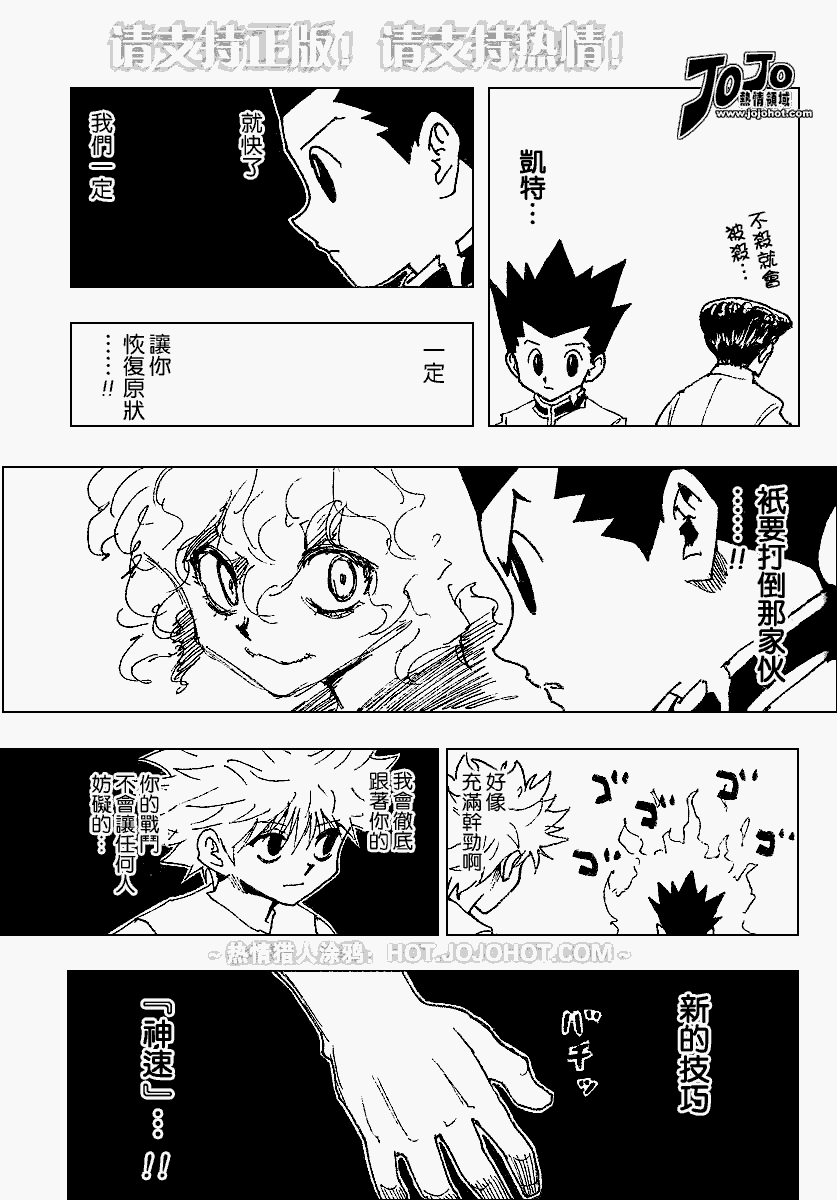 请支持正版！ 请支持热情！
JOJO
熱情領域
www.jojohot.com
不殺就會
被殺…
凱特…
就快了
我們一定
一定
讓你
恢復原狀
……!!
衹要打倒那家伙
………!!
ゴ
ゴ
ゴ
ゴ
好像
充滿幹勁啊
我會徹底
跟著你的
你的戰鬥
不會讓任何人
妨礙的…
~熱情猎人涂鸦: HOT.JOJOHOT.COM~
新的技巧
バチッ
『神速』…!!